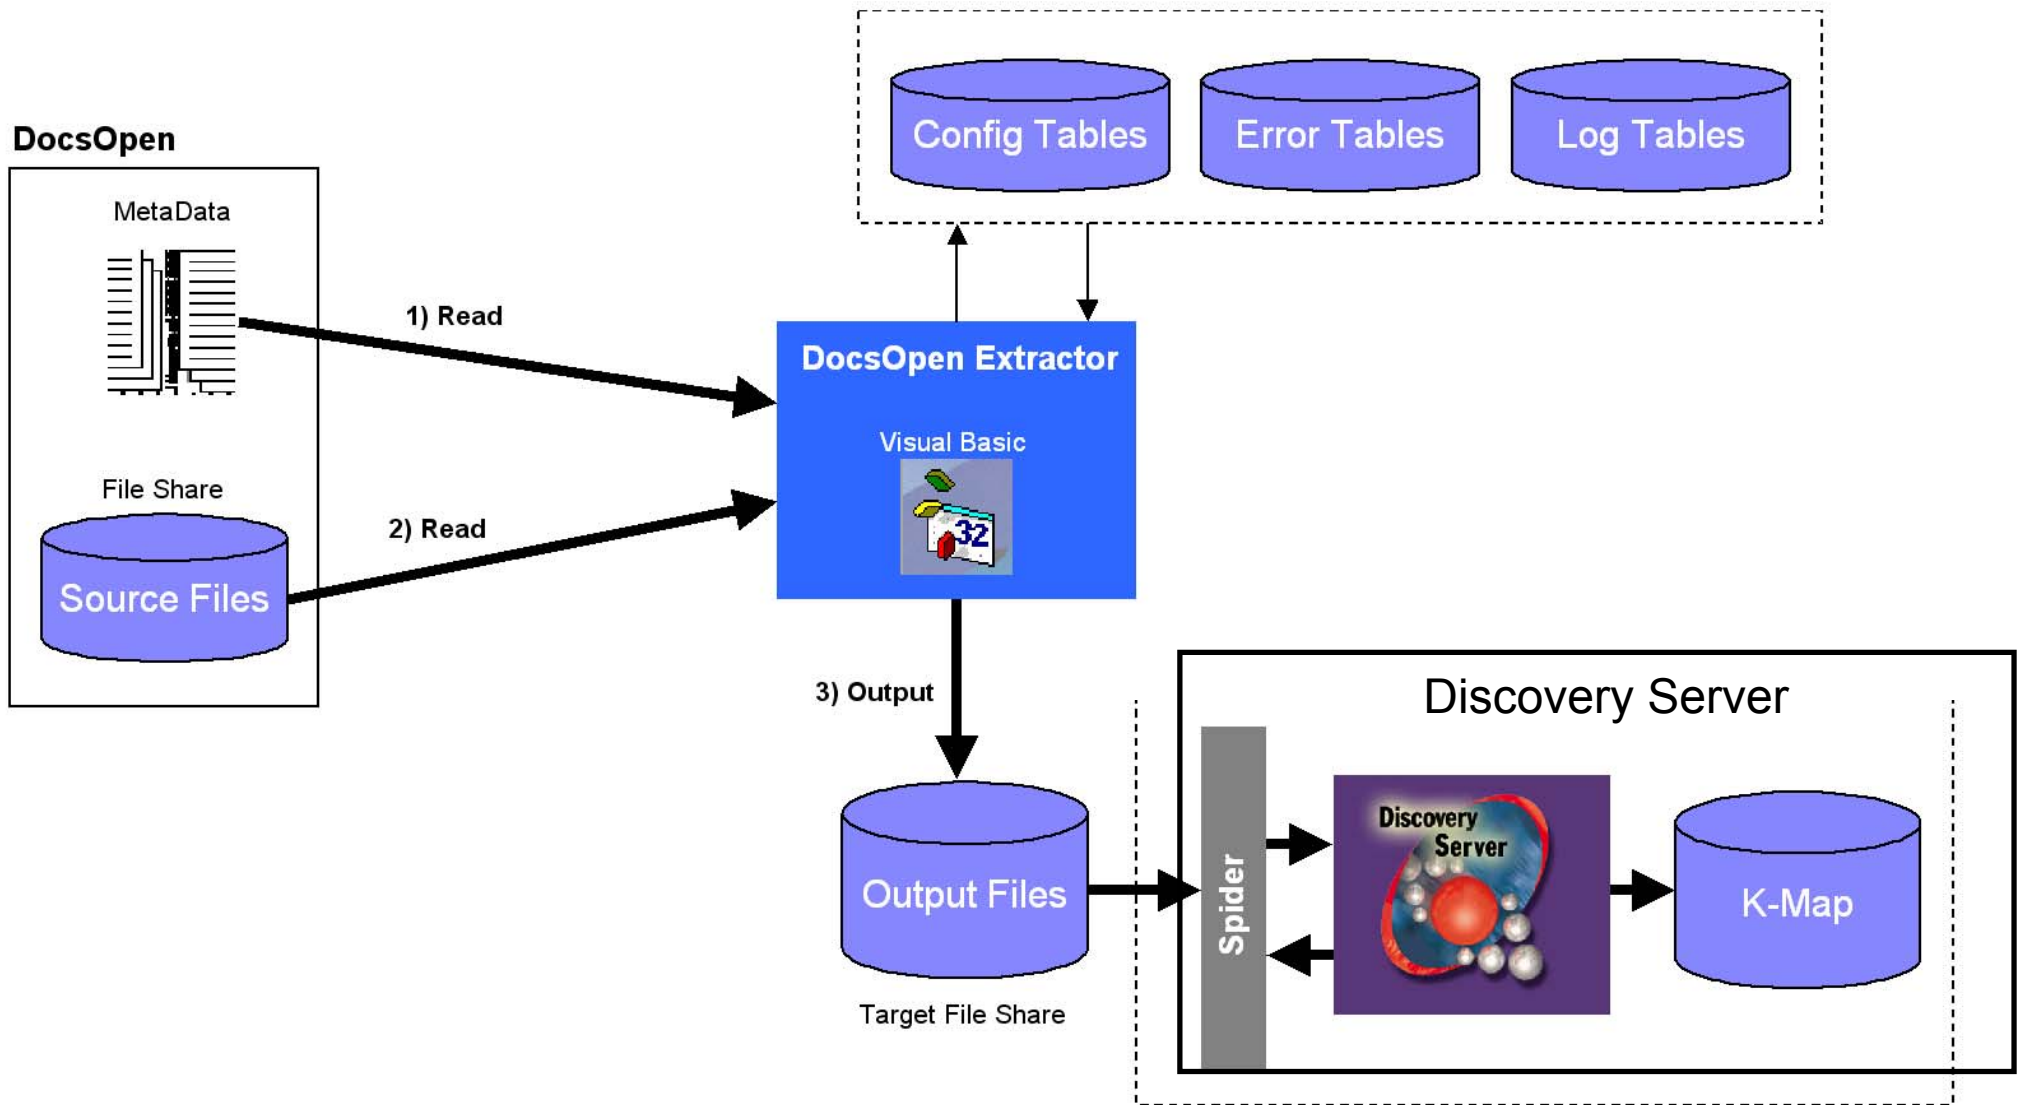 Config Tables
Error Tables
Log Tables
DocsOpen
MetaData
1) Read
DocsOpen Extractor
Visual Basic
32
File Share
2) Read
Source Files
3) Output
Discovery Server
Discovery
Server
Spider
Output Files
K-Map
Target File Share